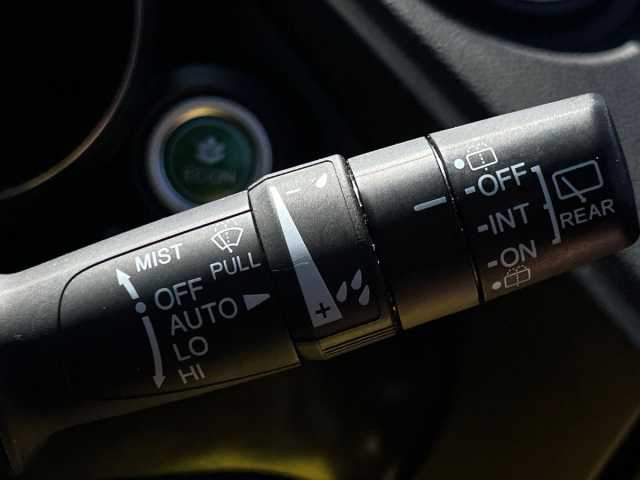 MIST
PULL
OFF
AUTO
LO
HI
- +
-OFF
-INT
-ON
REAR
ECON